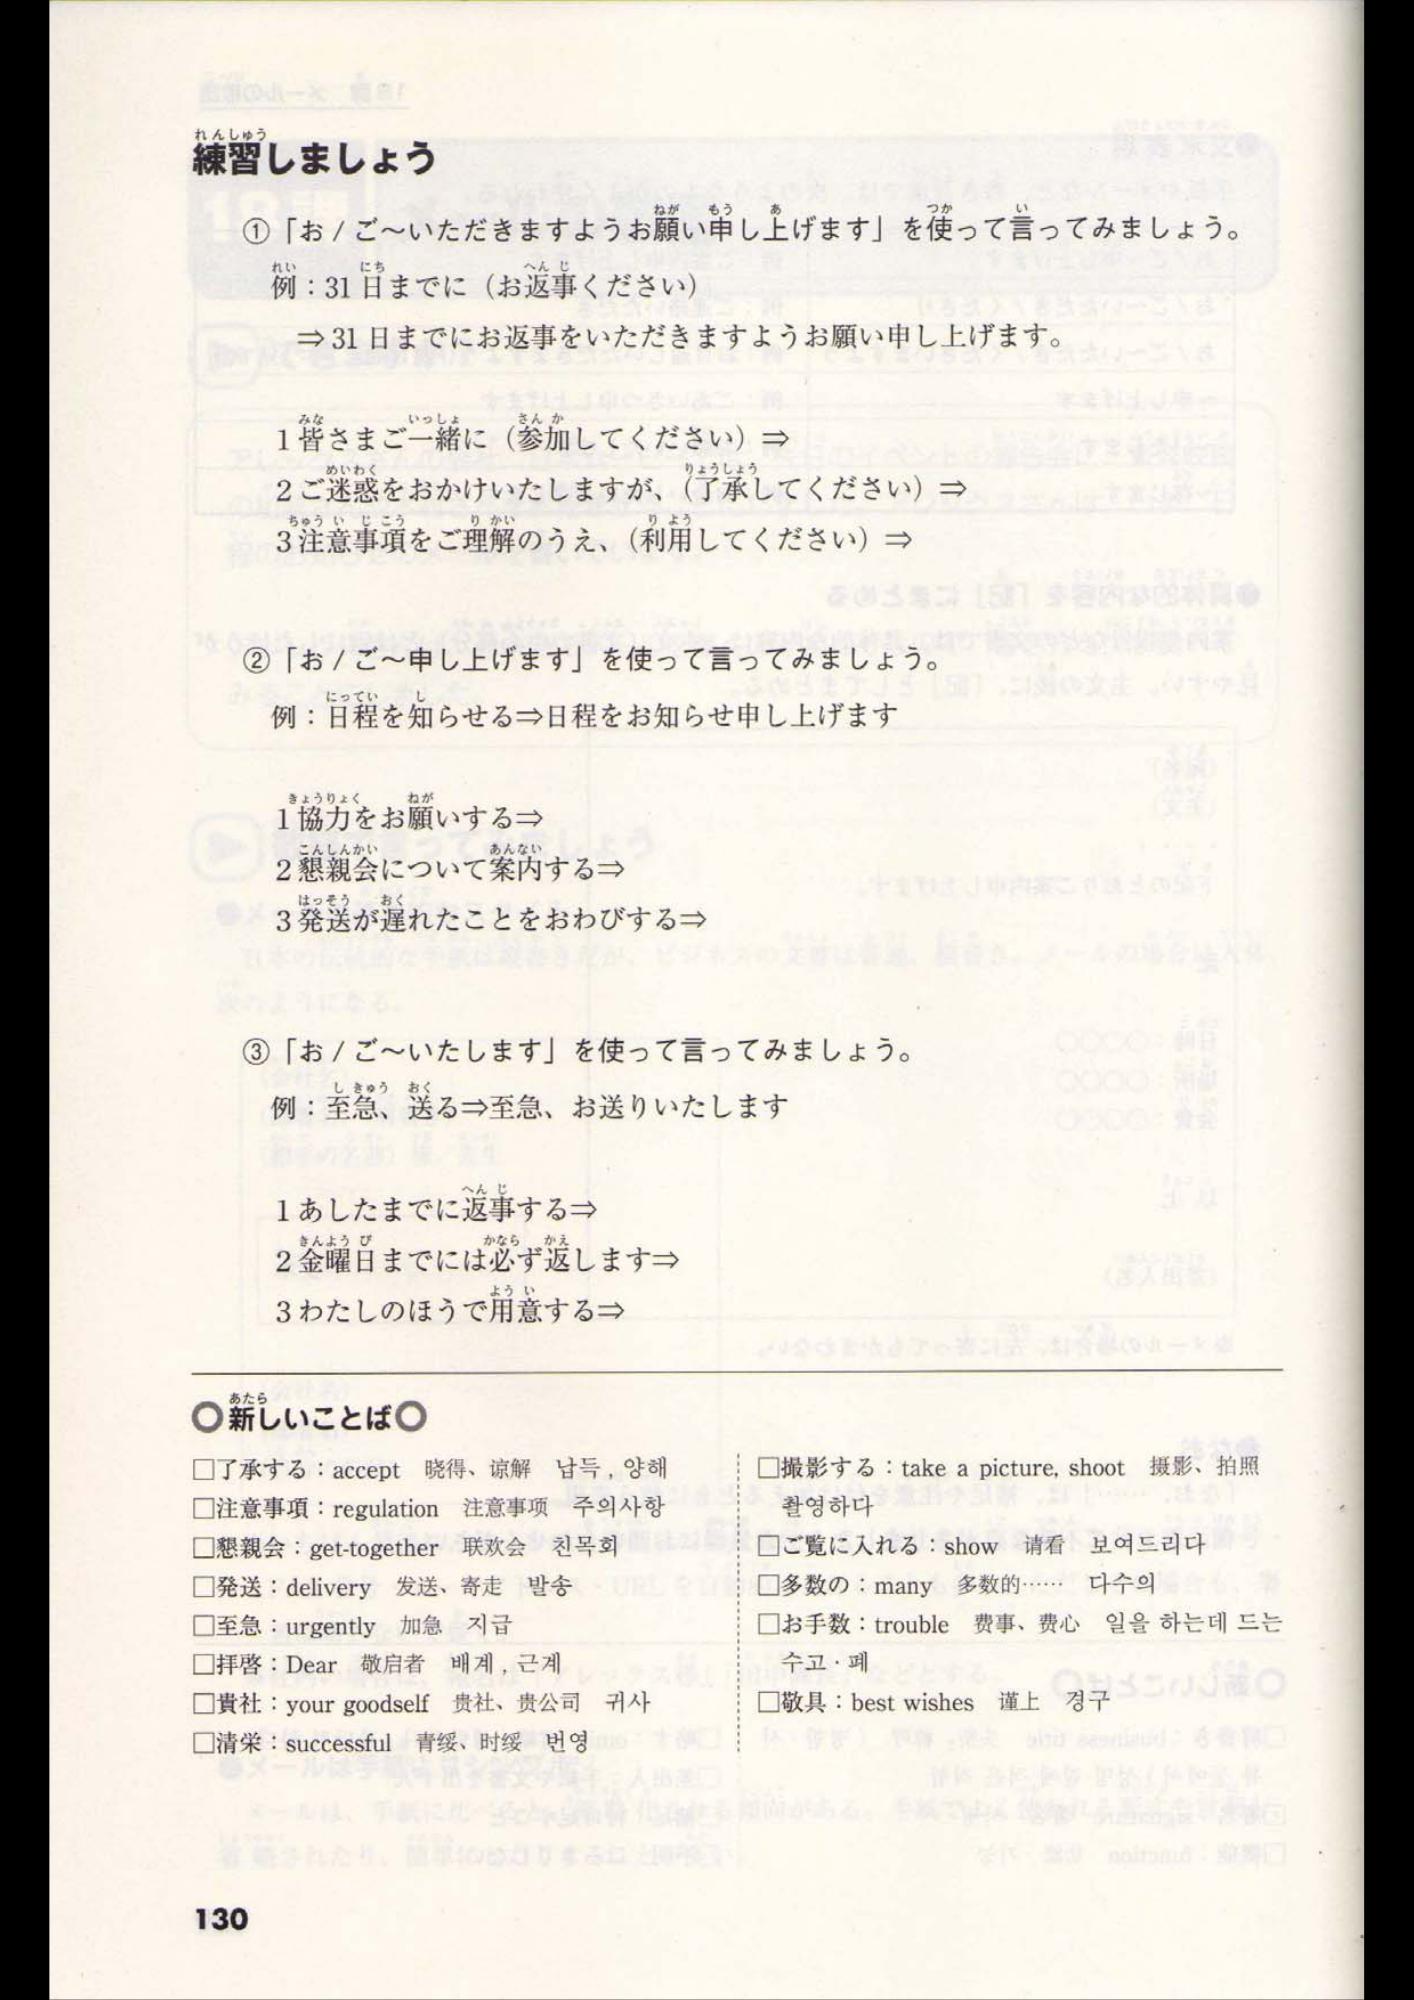 練習しましょう
①「お / ご～いただきますようお願い申し上げます」を使って言ってみましょう。
例：31日までに（お返事ください）
⇒31日までにお返事をいただきますようお願い申し上げます。
1皆さまご一緒に（参加してください）⇒
2ご迷惑をおかけいたしますが、（了承してください）⇒
3注意事項をご理解のうえ、（利用してください）⇒
②「お / ご～申し上げます」を使って言ってみましょう。
例：日程を知らせる⇒日程をお知らせ申し上げます
1協力をお願いする⇒
2懇親会について案内する⇒
3発送が遅れたことをおわびする⇒
③「お / ご～いたします」を使って言ってみましょう。
例：至急、送る⇒至急、お送りいたします
1あしたまでに返事する⇒
2金曜日までには必ず返します⇒
3わたしのほうで用意する⇒
○新しいことば○
□了承する：accept 晓得、谅解 납득, 양해
□注意事項：regulation 注意事项 주의사항
□懇親会：get-together 联欢会 친목회
□発送：delivery 发送、寄走 발송
□至急：urgently 加急 지급
□拝啓：Dear 敬启者 배계, 근계
□貴社：your goodself 贵社、贵公司 귀사
□清栄：successful 青绥、时绥 번영
□撮影する：take a picture, shoot 摄影、拍照
촬영하다
□ご覧に入れる：show 请看 보여드리다
□多数の：many 多数的…… 다수의
□お手数：trouble 费事、费心 일을 하는데 드는
수고·폐
□敬具：best wishes 谨上 경구
130